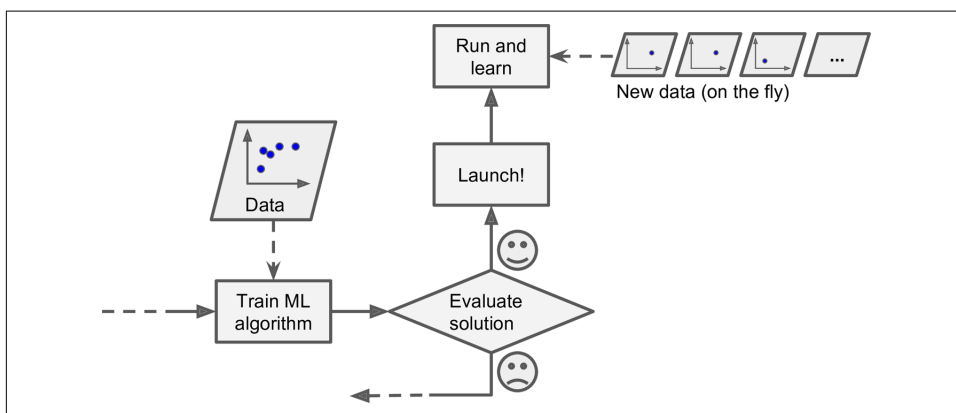 Run and
learn
...
New data (on the fly)
Launch!
Data
Train ML
algorithm
Evaluate
solution